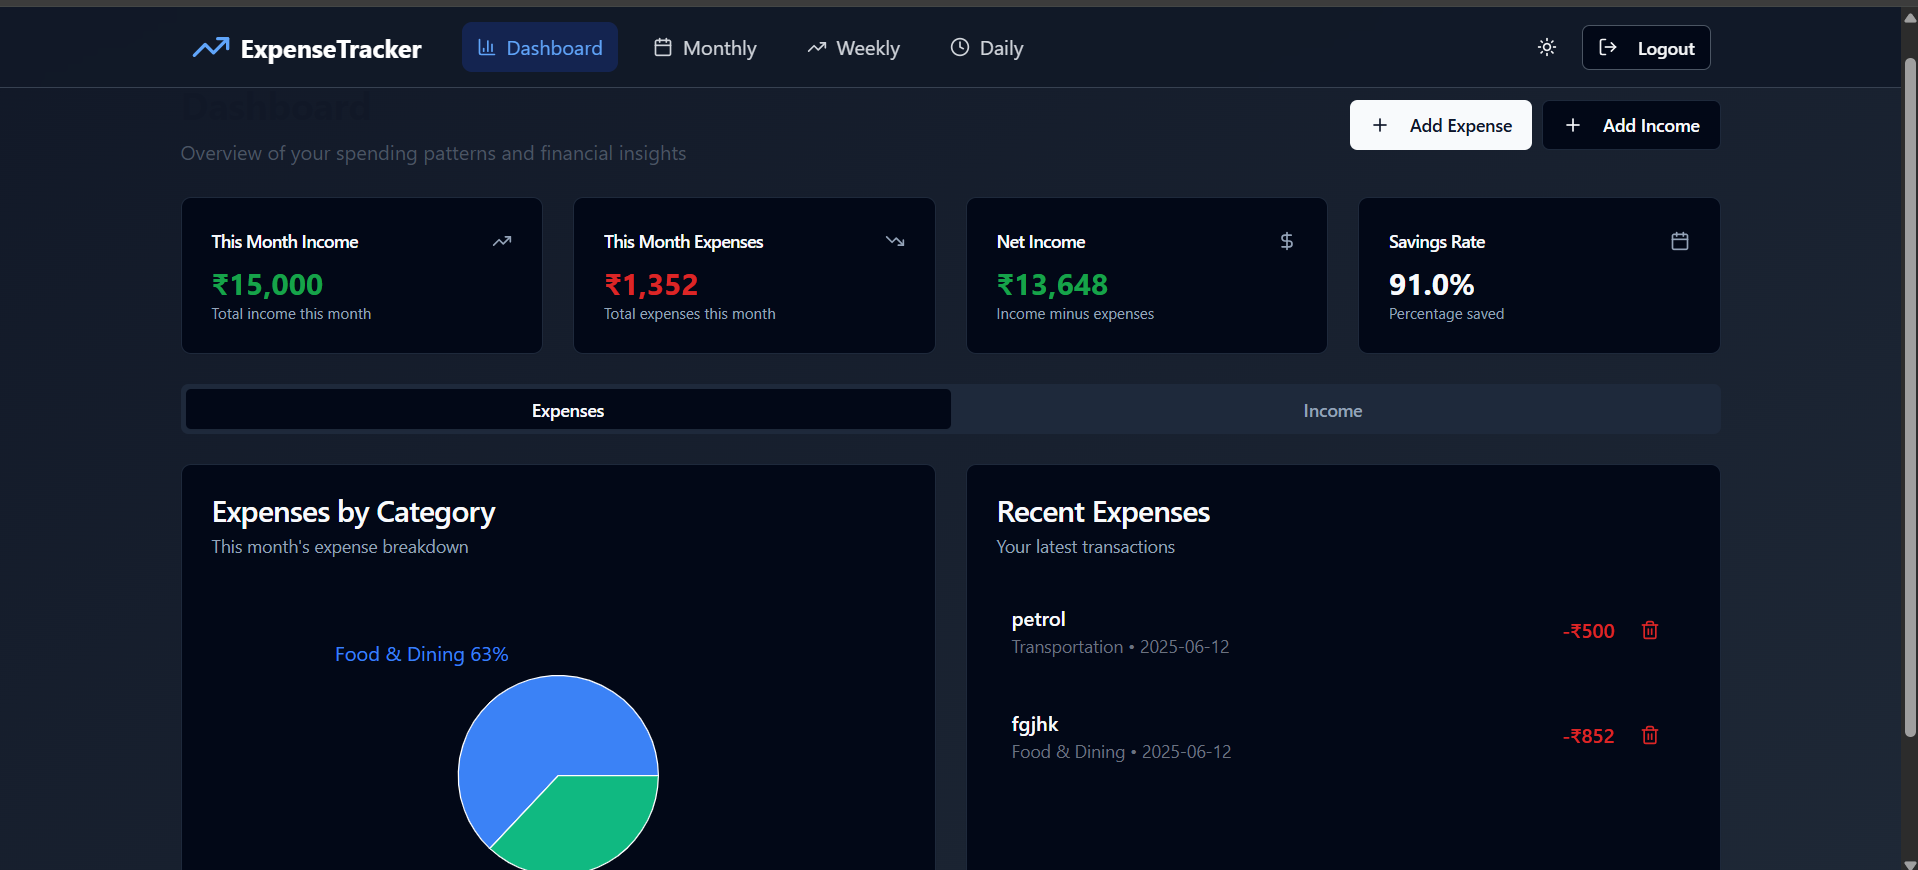 ExpenseTracker Dashboard Monthly Weekly Daily Logout
Dashboard
Overview of your spending patterns and financial insights
+ Add Expense + Add Income
This Month Income
₹15,000
Total income this month
This Month Expenses
₹1,352
Total expenses this month
Net Income
$
₹13,648
Income minus expenses
Savings Rate
91.0%
Percentage saved
Expenses Income
Expenses by Category
This month's expense breakdown
Food & Dining 63%
Recent Expenses
Your latest transactions
petrol
Transportation • 2025-06-12
-₹500
fgjhk
Food & Dining • 2025-06-12
-₹852